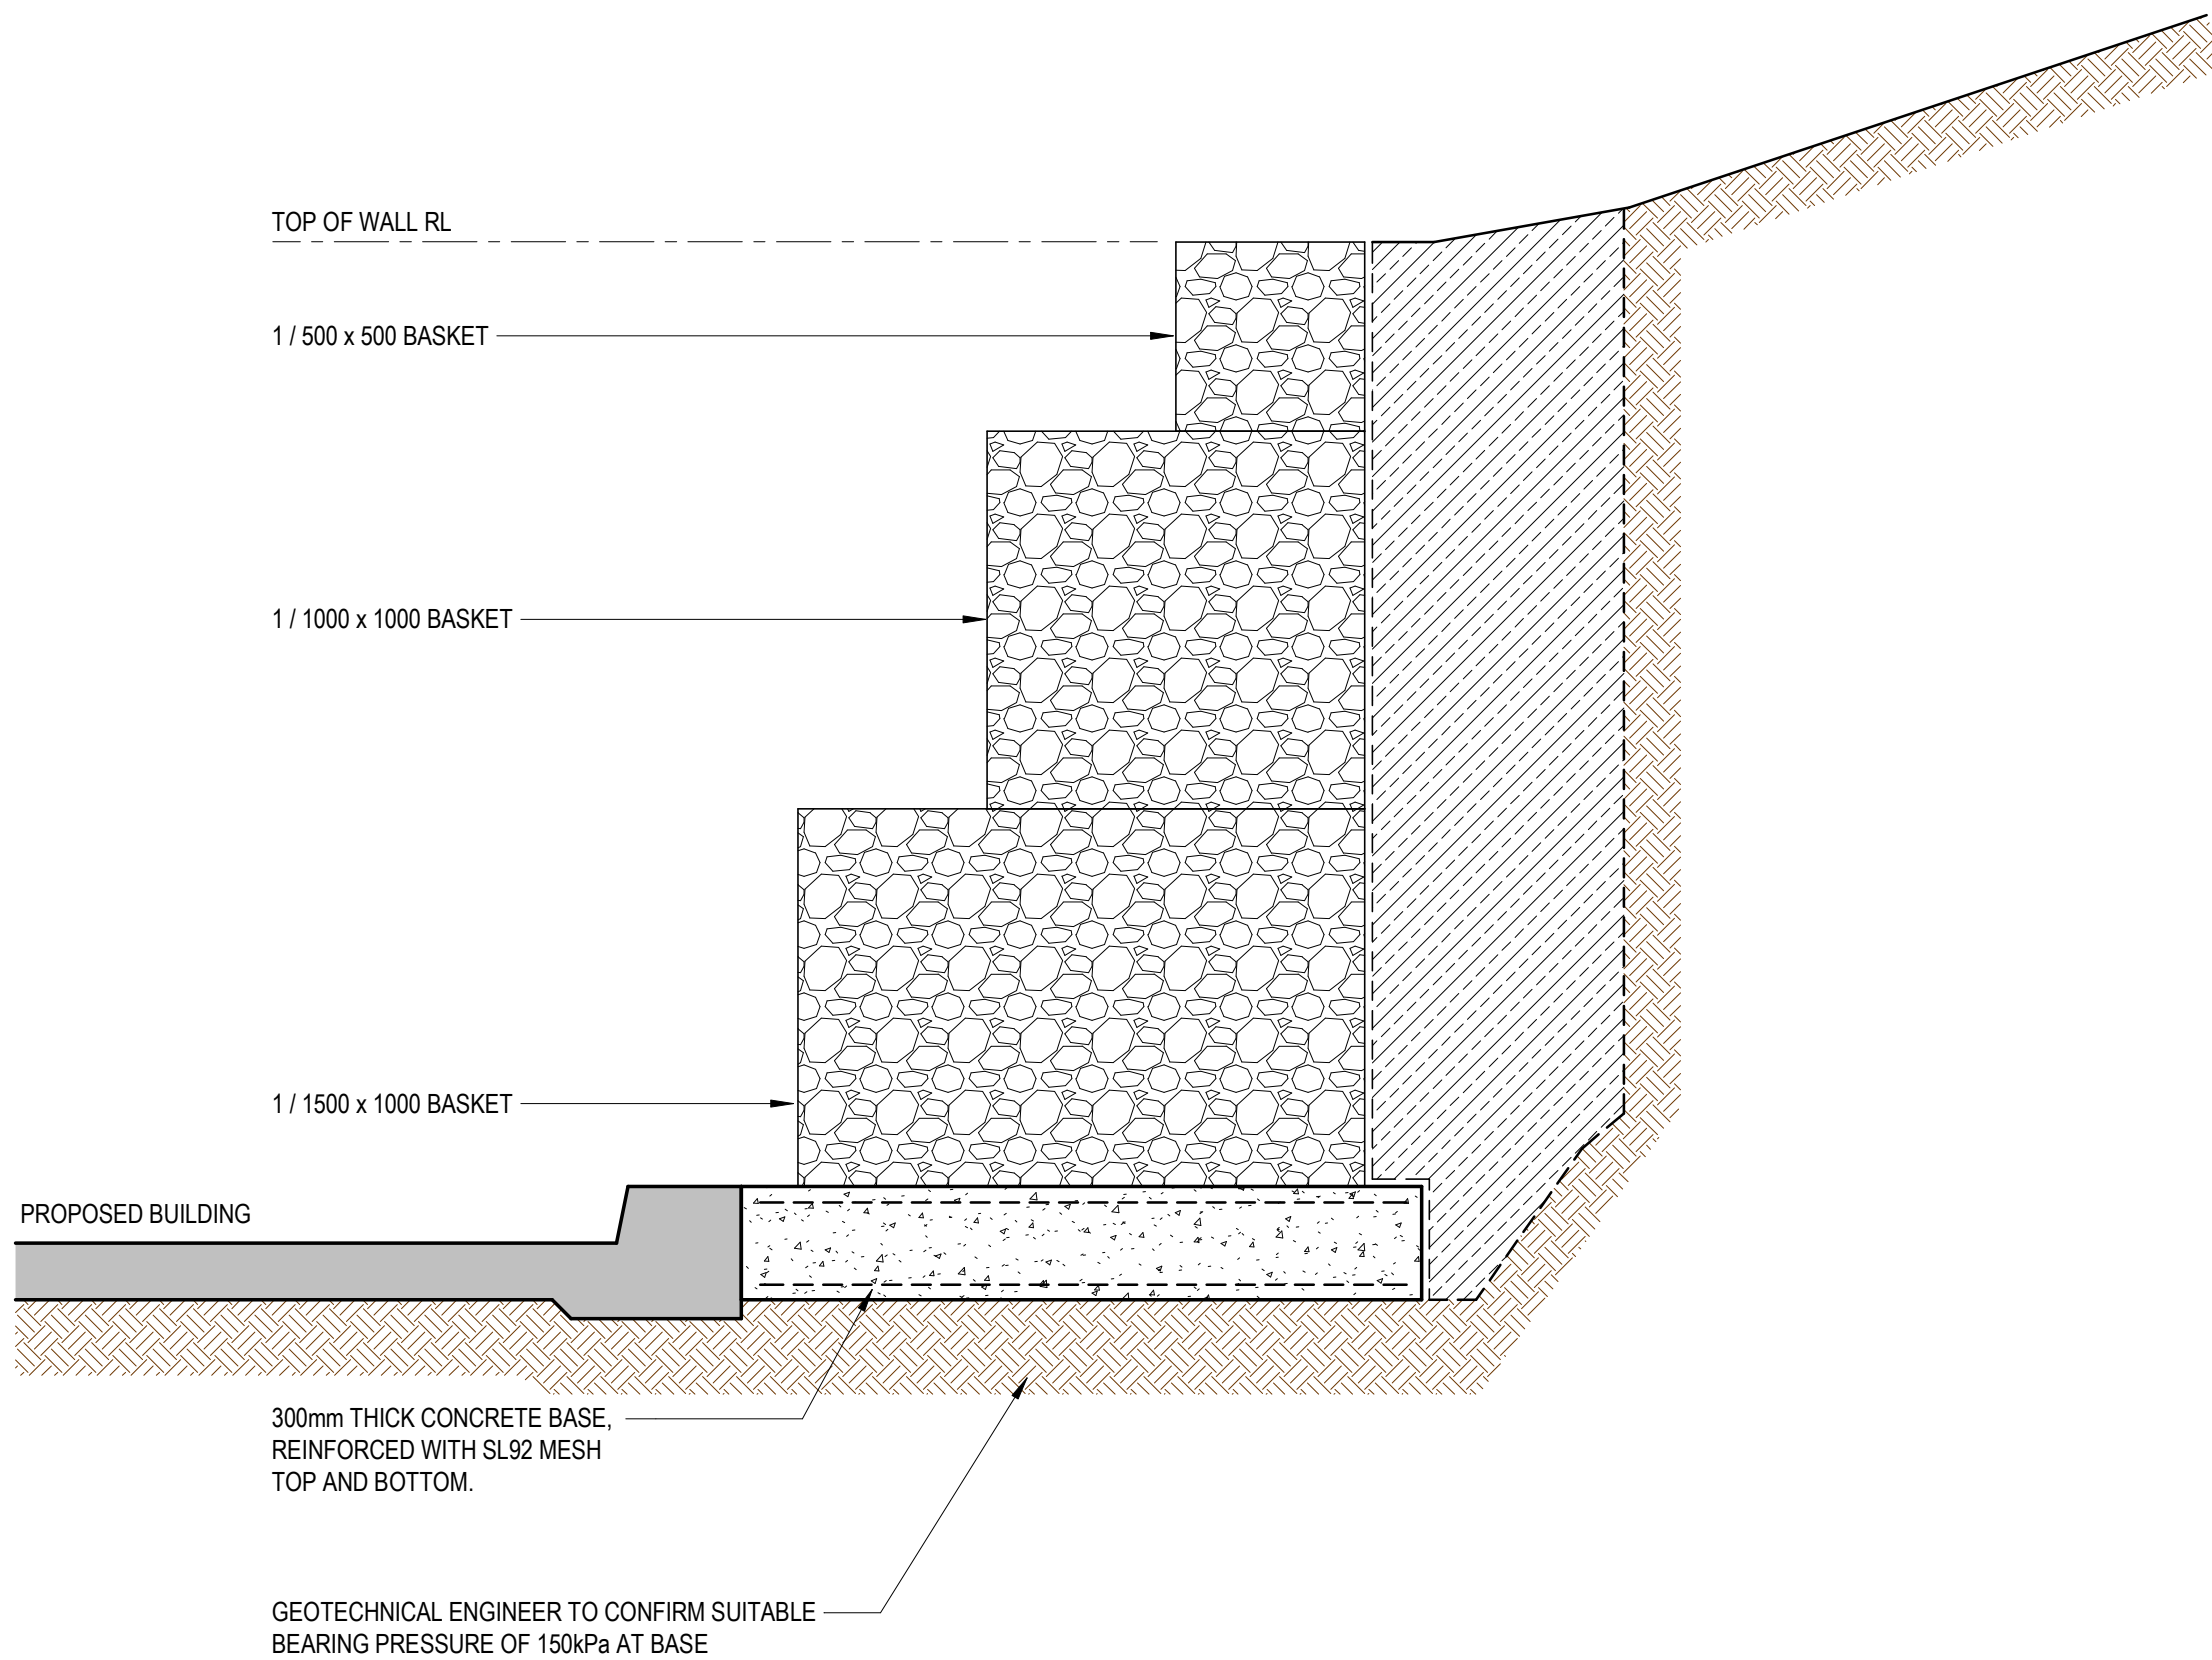 TOP OF WALL RL
1 / 500 x 500 BASKET
1 / 1000 x 1000 BASKET
1 / 1500 x 1000 BASKET
PROPOSED BUILDING
300mm THICK CONCRETE BASE,
REINFORCED WITH SL92 MESH
TOP AND BOTTOM.
GEOTECHNICAL ENGINEER TO CONFIRM SUITABLE
BEARING PRESSURE OF 150kPa AT BASE